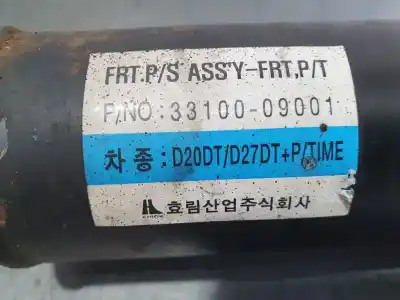 FRT.P/S ASS'Y-FRT,P/T
P/NO : 33100-09001
차 종 ; D20DT/D27DT+P/TIME
효림산업주식회사